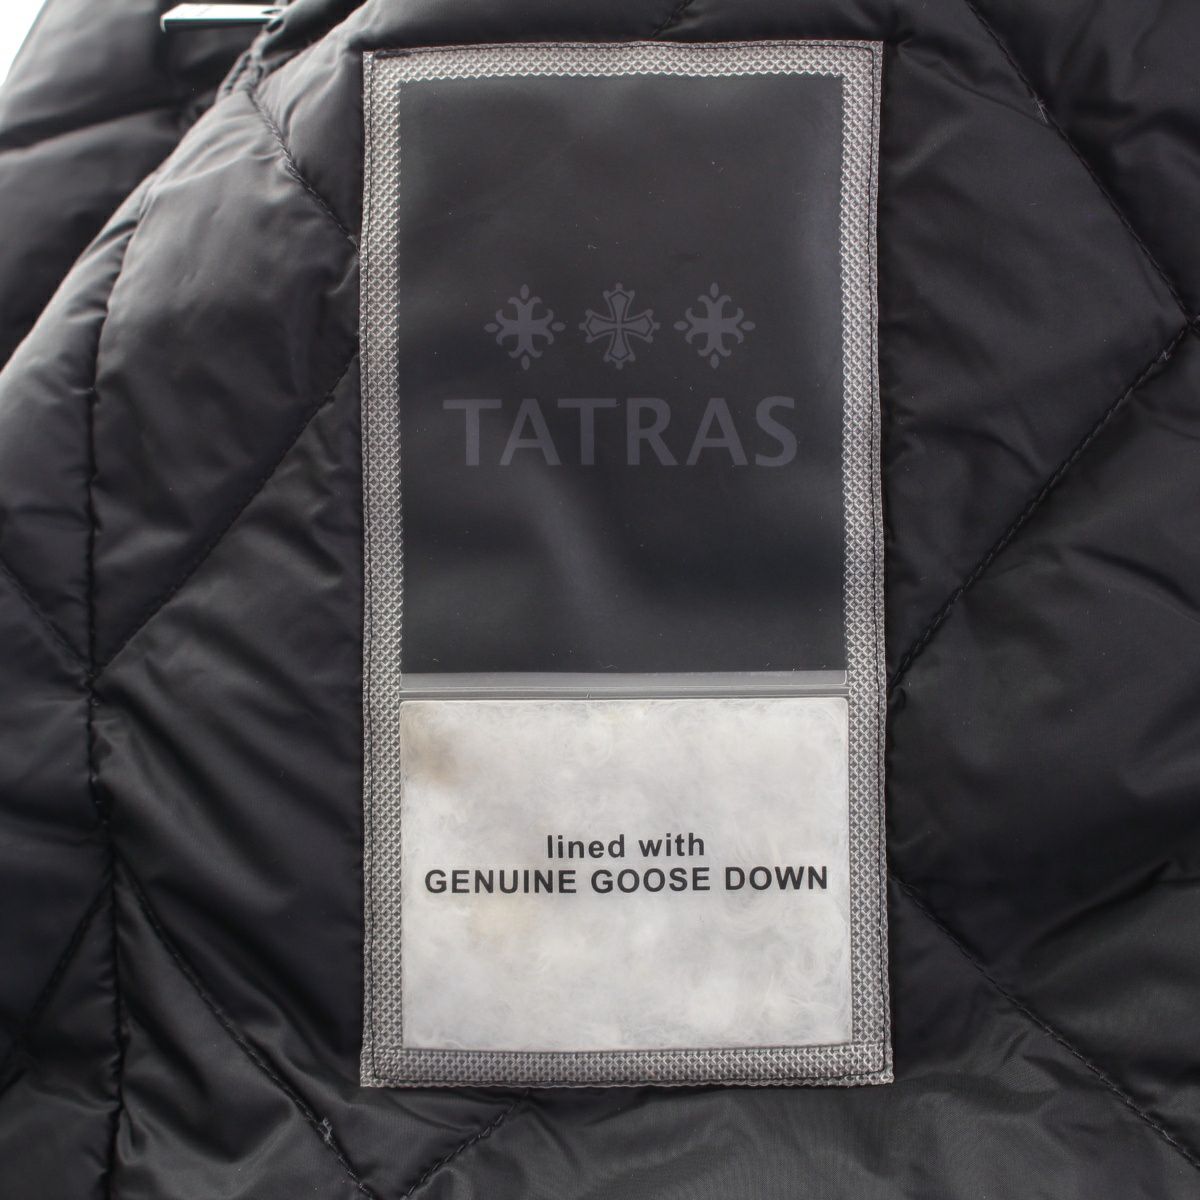 TATRAS
lined with
GENUINE GOOSE DOWN